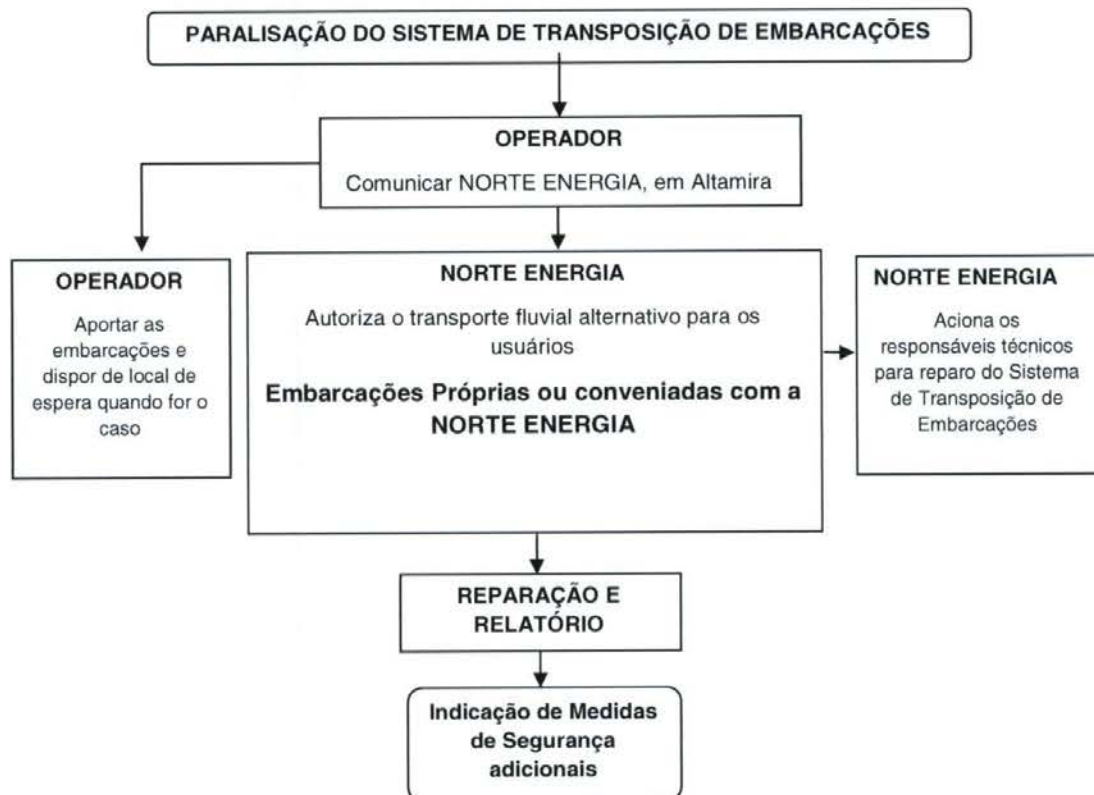 PARALISAÇÃO DO SISTEMA DE TRANSPOSIÇÃO DE EMBARCAÇÕES
OPERADOR
Comunicar NORTE ENERGIA, em Altamira
OPERADOR
Aportar as
embarcações e
dispor de local de
espera quando for o
caso
NORTE ENERGIA
Autoriza o transporte fluvial alternativo para os
usuários
Embarcações Próprias ou conveniadas com a
NORTE ENERGIA
NORTE ENERGIA
Aciona os
responsáveis técnicos
para reparo do Sistema
de Transposição de
Embarcações
REPARAÇÃO E
RELATÓRIO
Indicação de Medidas
de Segurança
adicionais